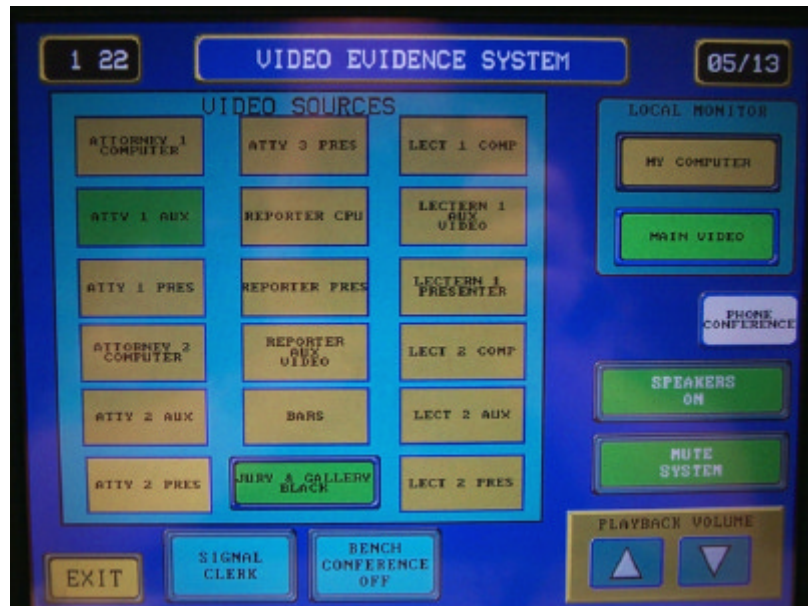 1 22
VIDEO EVIDENCE SYSTEM
05/13
VIDEO SOURCES
ATTORNEY 1
COMPUTER
ATTY 3 PRES
LECT 1 COMP
ATTY 1 AUX
REPORTER CPU
LECTERN 1
AUX
VIDEO
ATTY 1 PRES
REPORTER PRES
LECTERN 1
PRESENTER
ATTORNEY 2
COMPUTER
REPORTER
AUX
VIDEO
LECT 2 COMP
ATTY 2 AUX
BARS
LECT 2 AUX
ATTY 2 PRES
JURY & GALLERY
BLACK
LECT 2 PRES
LOCAL MONITOR
MY COMPUTER
MAIN VIDEO
PHONE
CONFERENCE
SPEAKERS
ON
MUTE
SYSTEM
PLAYBACK VOLUME
EXIT
SIGNAL
CLERK
BENCH
CONFERENCE
OFF